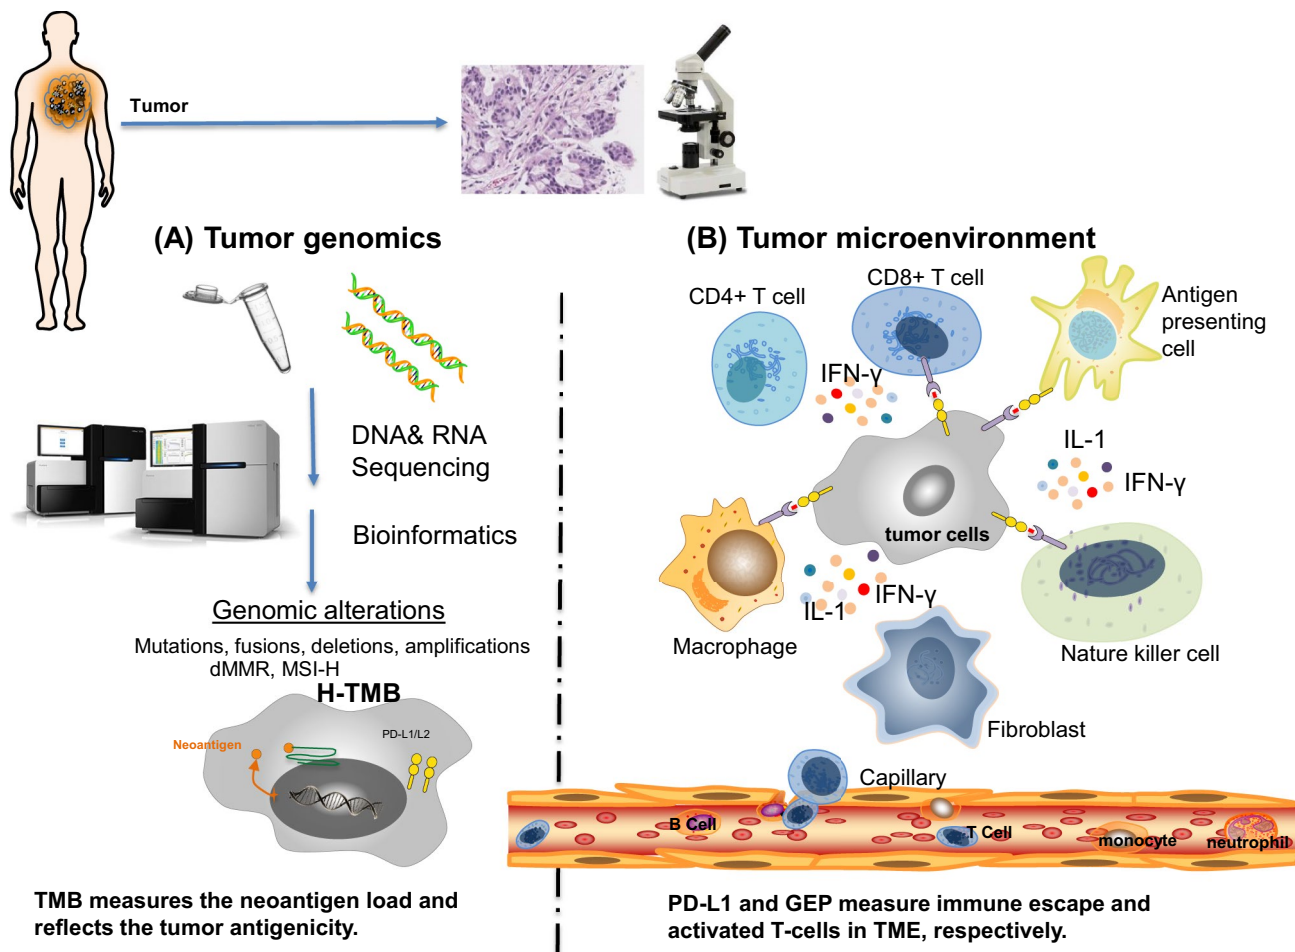 Tumor
(A) Tumor genomics
DNA& RNA
Sequencing
Bioinformatics
Genomic alterations
Mutations, fusions, deletions, amplifications
dMMR, MSI-H
H-TMB
Neoantigen
PD-L1/L2
TMB measures the neoantigen load and
reflects the tumor antigenicity.
(B) Tumor microenvironment
CD4+ T cell
CD8+ T cell
Antigen
presenting
cell
IFN-γ
IL-1
IFN-γ
tumor cells
Macrophage
IL-1
IFN-γ
Nature killer cell
Fibroblast
Capillary
B Cell
T Cell
monocyte
neutrophil
PD-L1 and GEP measure immune escape and
activated T-cells in TME, respectively.